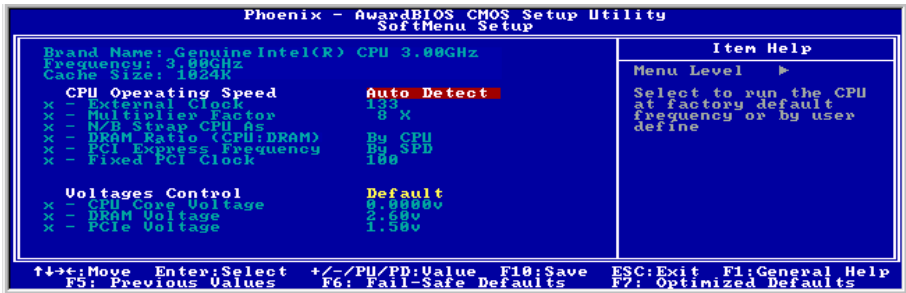 Phoenix - AwardBIOS CMOS Setup Utility
SoftMenu Setup
Brand Name: Genuine Intel(R) CPU 3.00GHz
Frequency: 3.00GHz
Cache Size: 1024K
CPU Operating Speed Auto Detect
x - External Clock 133
x - Multiplier Factor 8 X
x - N/B Strap CPU As
x - DRAM Ratio (CPU:DRAM) By CPU
x - PCI Express Frequency By SPD
x - Fixed PCI Clock 100
Voltages Control Default
x - CPU Core Voltage 0.0000v
x - DRAM Voltage 2.60v
x - PCIe Voltage 1.50v
Item Help
Menu Level ►
Select to run the CPU
at factory default
frequency or by user
define
↑↓→←:Move Enter:Select +/-/PU/PD:Value F10:Save ESC:Exit F1:General Help
F5: Previous Values F6: Fail-Safe Defaults F7: Optimized Defaults